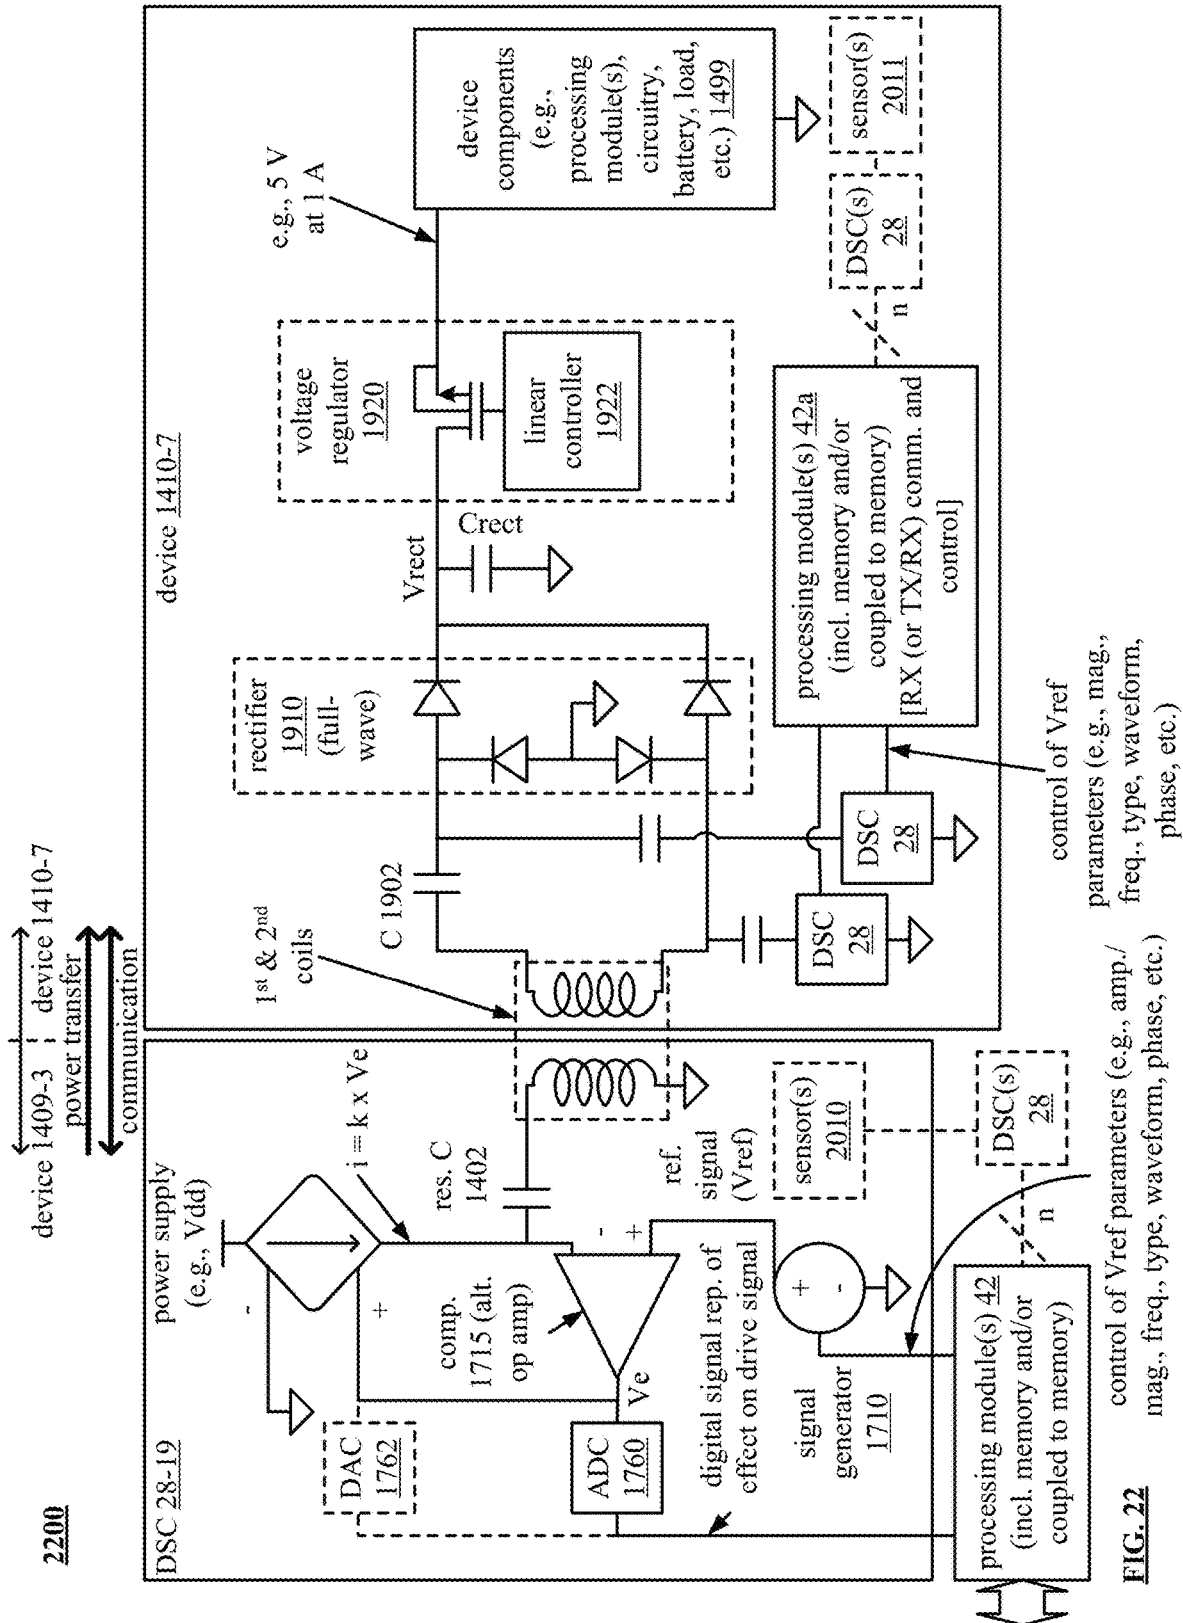 2200
device 1409-3
device 1410-7
power transfer
communication
DSC 28-19
power supply
(e.g., Vdd)
-
+
i = k x Ve
DAC
1762
comp.
1715 (alt.
op amp)
-
+
Ve
ADC
1760
res. C
1402
ref.
signal
(Vref)
digital signal rep. of
effect on drive signal
signal
generator
1710
+
-
sensor(s)
2010
DSC(s)
28
n
processing module(s) 42
(incl. memory and/or
coupled to memory)
control of Vref parameters (e.g., amp./
mag., freq., type, waveform, phase, etc.)
1st & 2nd
coils
device 1410-7
C 1902
rectifier
1910
(full-
wave)
Vrect
Crect
voltage
regulator
1920
linear
controller
1922
e.g., 5 V
at 1 A
device
components
(e.g.,
processing
module(s),
circuitry,
battery, load,
etc.) 1499
DSC
28
DSC
28
processing module(s) 42a
(incl. memory and/or
coupled to memory)
[RX (or TX/RX) comm. and
control]
n
DSC(s)
28
sensor(s)
2011
control of Vref
parameters (e.g., mag.,
freq., type, waveform,
phase, etc.)
FIG. 22